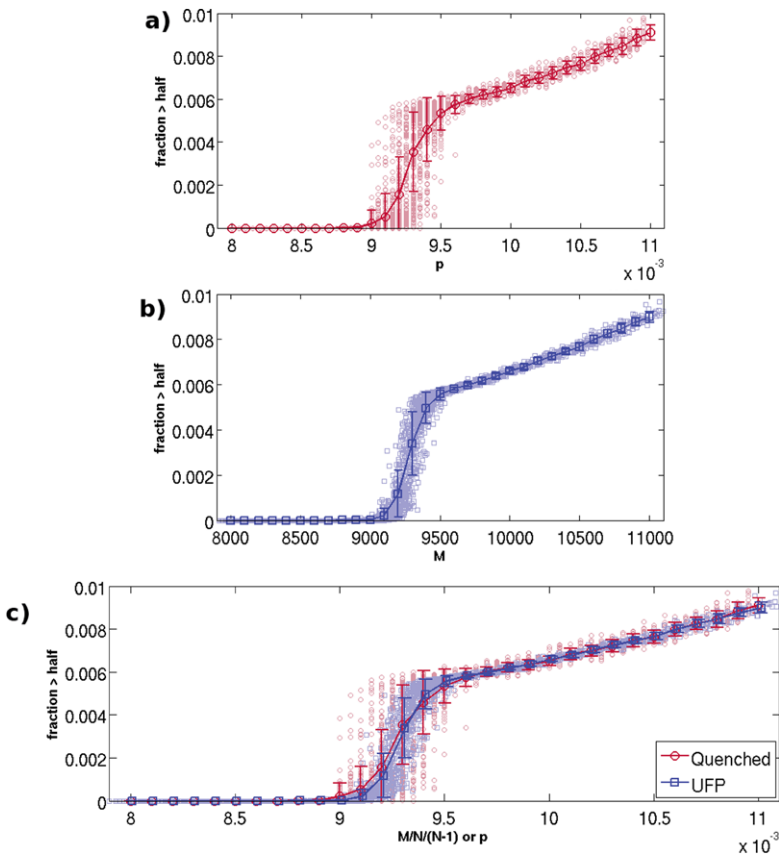 a)
0.01
0.008
0.006
0.004
0.002
0
fraction > half
8 8.5 9 9.5 10 10.5 11
p
x 10⁻³
b)
0.01
0.008
0.006
0.004
0.002
0
fraction > half
8000 8500 9000 9500 10000 10500 11000
M
c)
0.01
0.008
0.006
0.004
0.002
0
fraction > half
8 8.5 9 9.5 10 10.5 11
M/N/(N-1) or p
x 10⁻³
Quenched
UFP